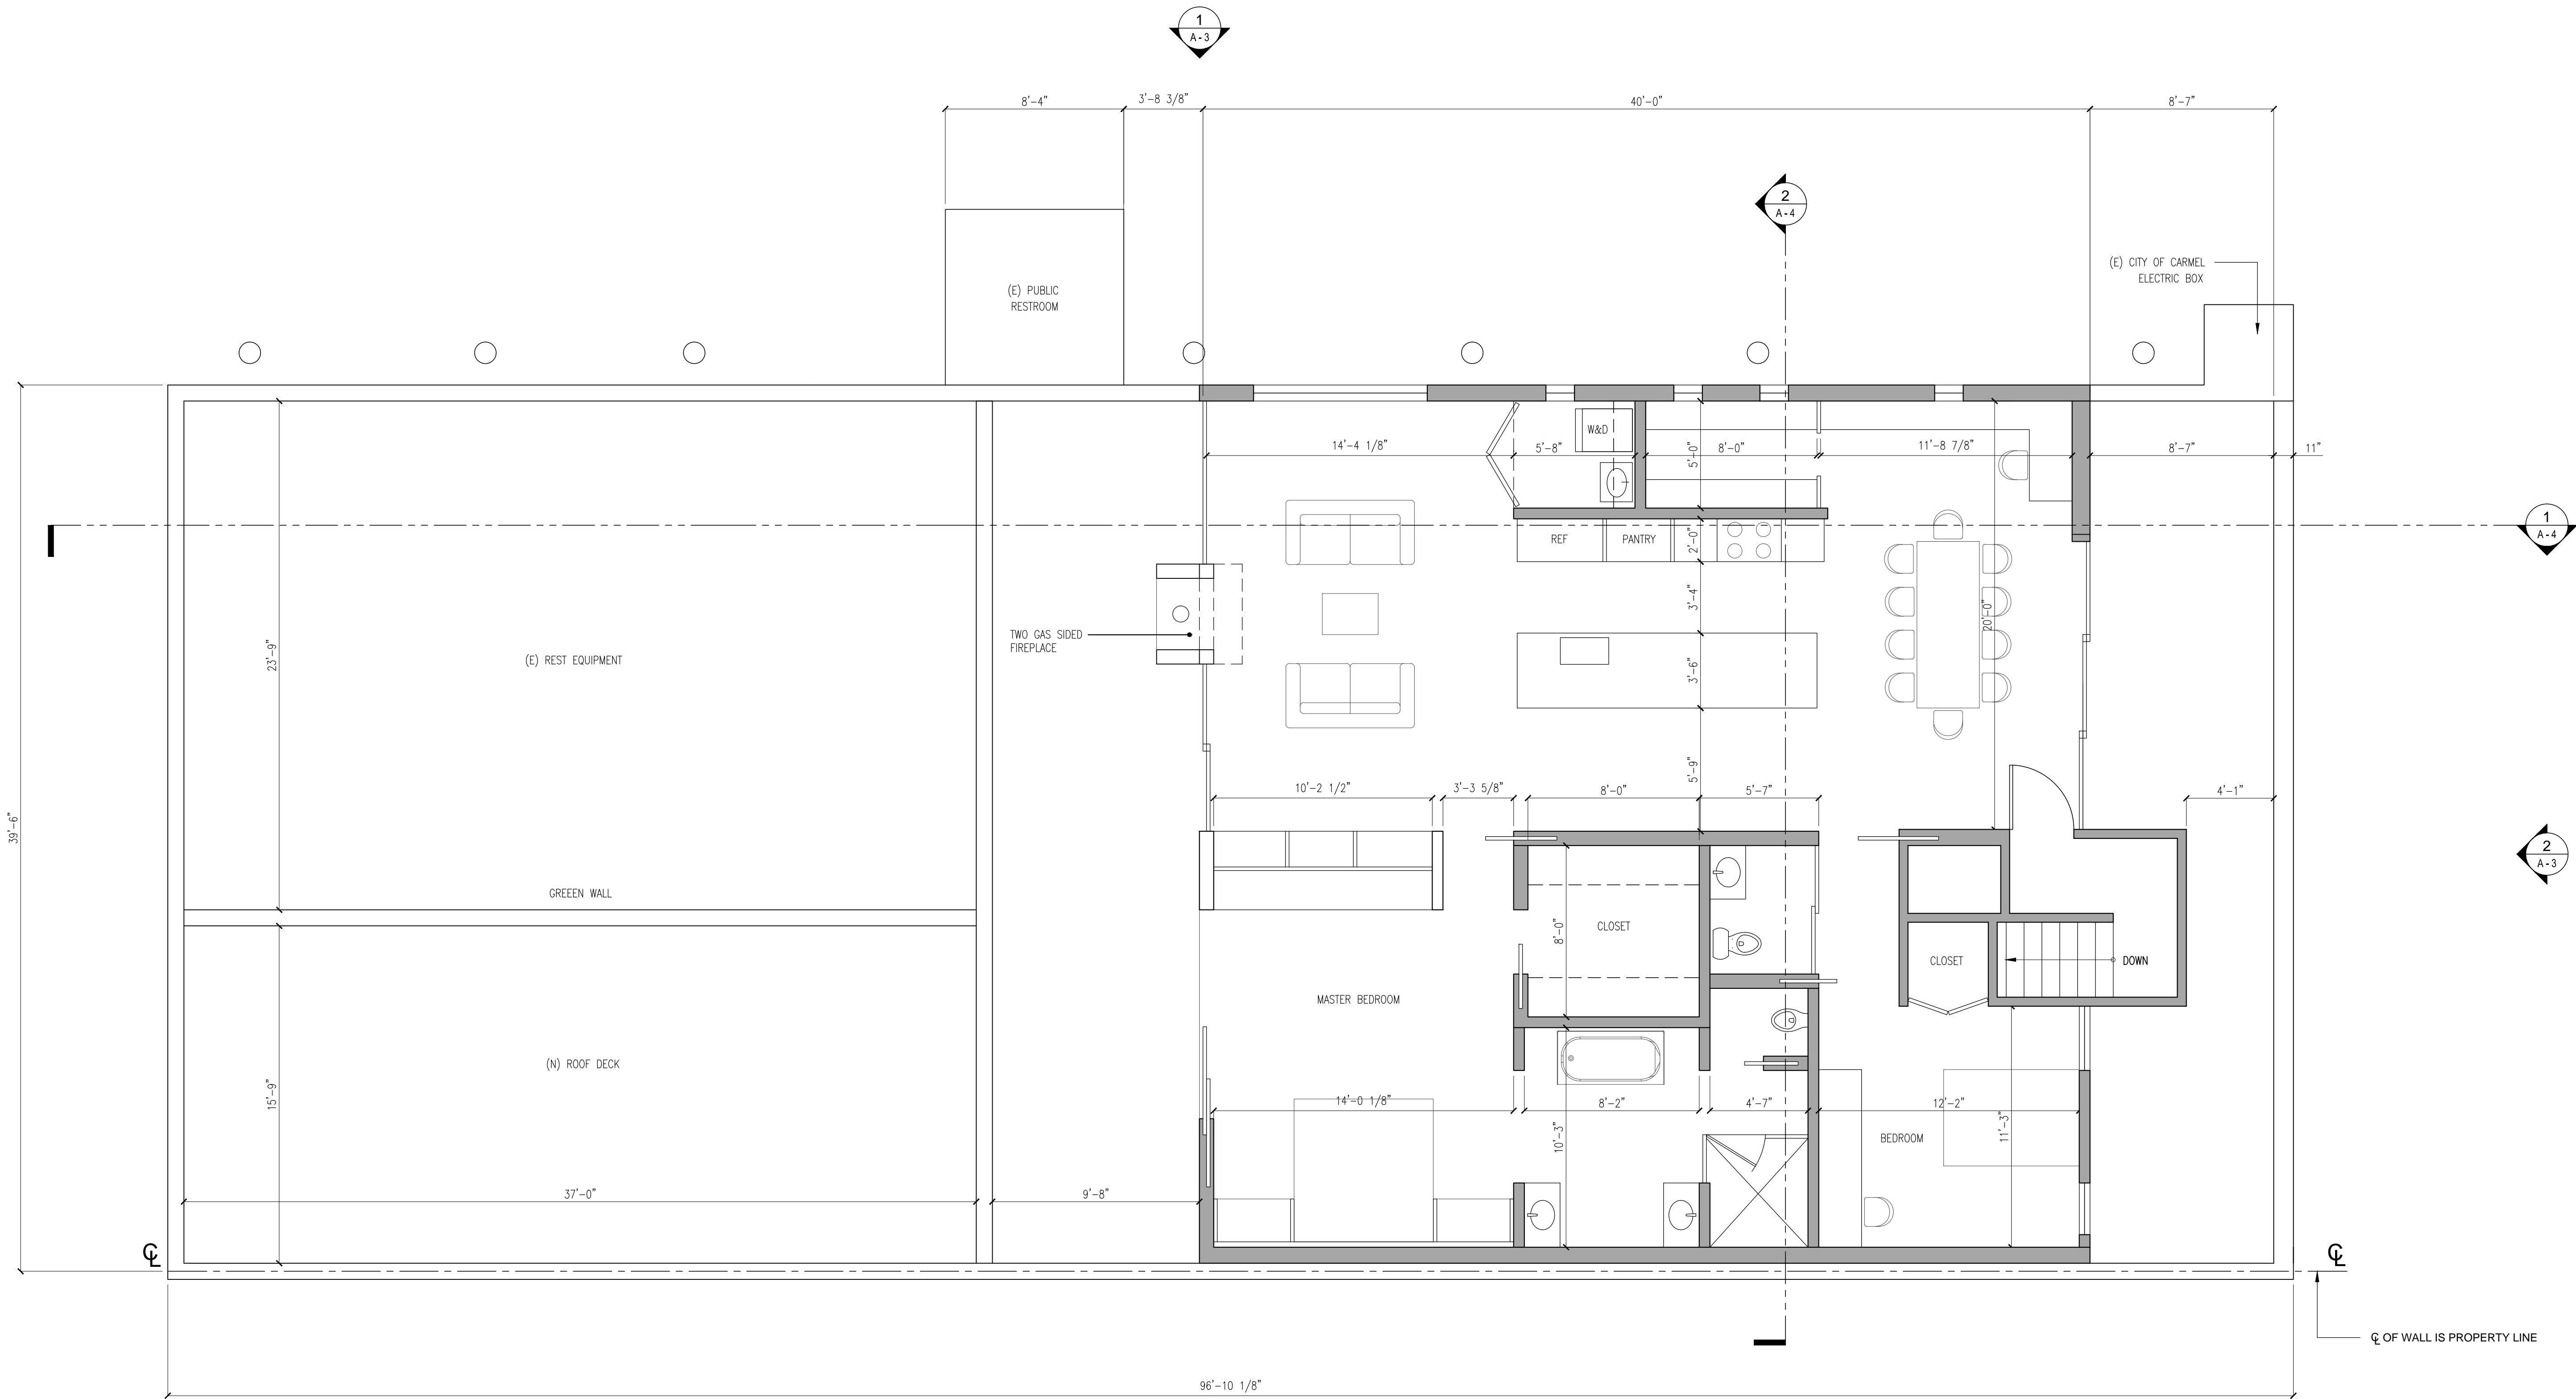 1
A-3
8'-4"
3'-8 3/8"
40'-0"
8'-7"
2
A-4
(E) CITY OF CARMEL
ELECTRIC BOX
(E) PUBLIC
RESTROOM
W&D
14'-4 1/8"
5'-8"
5'-0"
8'-0"
11'-8 7/8"
8'-7"
11"
1
A-4
REF
PANTRY
2'-0"
3'-4"
20'-0"
TWO GAS SIDED
FIREPLACE
23'-9"
(E) REST EQUIPMENT
3'-6"
5'-9"
10'-2 1/2"
3'-3 5/8"
8'-0"
5'-7"
4'-1"
39'-6"
2
A-3
GREEEN WALL
8'-0"
CLOSET
CLOSET
DOWN
MASTER BEDROOM
(N) ROOF DECK
15'-9"
14'-0 1/8"
8'-2"
4'-7"
12'-2"
10'-3"
11'-3"
BEDROOM
37'-0"
9'-8"
℄
℄
℄ OF WALL IS PROPERTY LINE
96'-10 1/8"